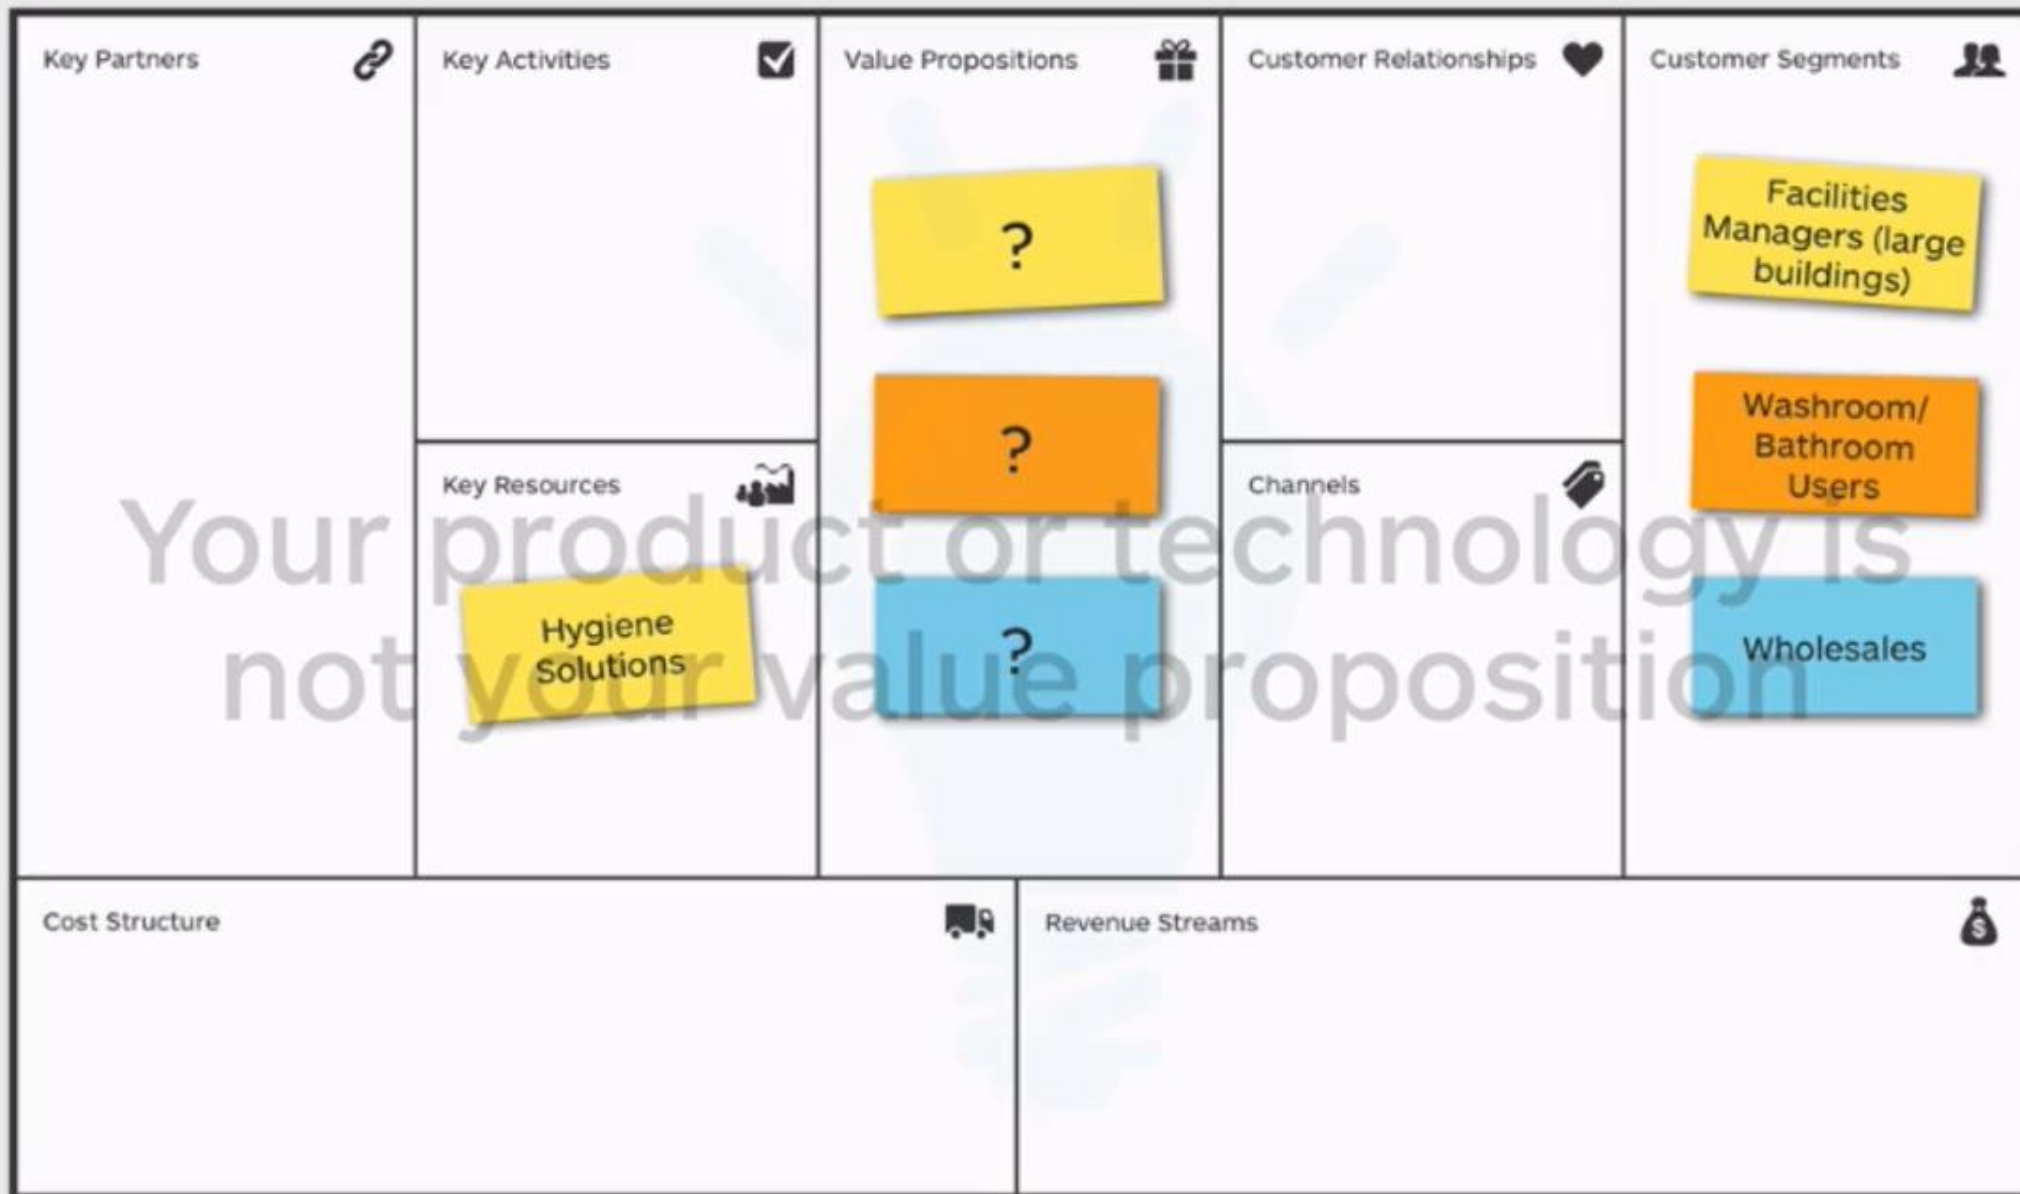 Key Partners
Key Activities
Value Propositions
Customer Relationships
Customer Segments
?
Facilities
Managers (large
buildings)
?
Washroom/
Bathroom
Users
Key Resources
Channels
Hygiene
Solutions
?
Wholesales
Your product or technology is
not your value proposition
Cost Structure
Revenue Streams
$